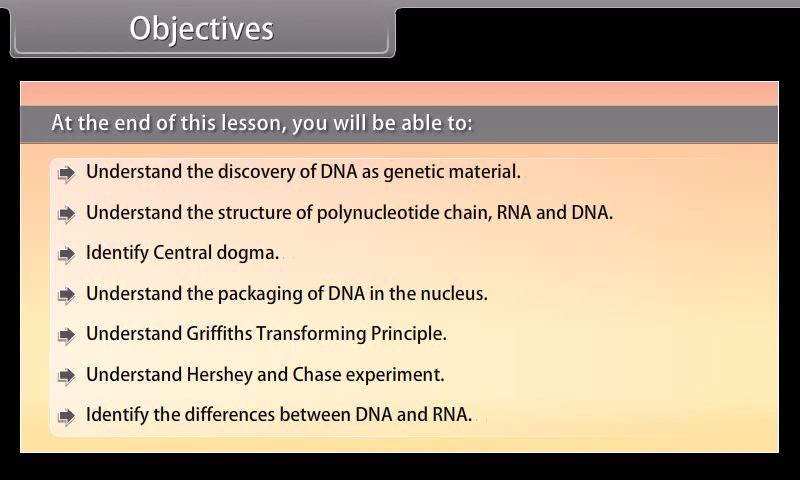 Objectives
At the end of this lesson, you will be able to:
Understand the discovery of DNA as genetic material.
Understand the structure of polynucleotide chain, RNA and DNA.
Identify Central dogma.
Understand the packaging of DNA in the nucleus.
Understand Griffiths Transforming Principle.
Understand Hershey and Chase experiment.
Identify the differences between DNA and RNA.